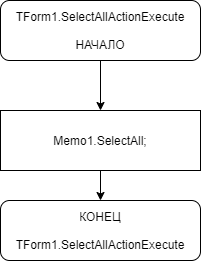 TForm1.SelectAllActionExecute
НАЧАЛО
Memo1.SelectAll;
КОНЕЦ
TForm1.SelectAllActionExecute